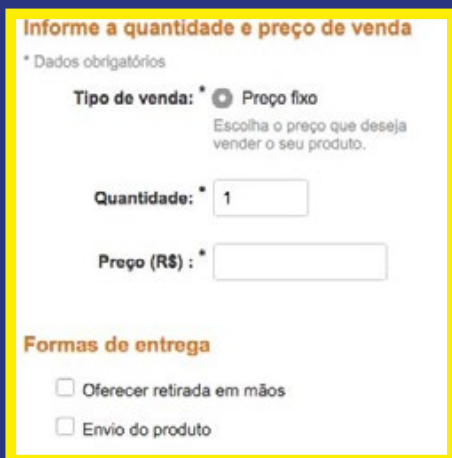 Informe a quantidade e preço de venda
* Dados obrigatórios
Tipo de venda: * Preço fixo
Escolha o preço que deseja
vender o seu produto.
Quantidade: * 1
Preço (R$) : *
Formas de entrega
Oferecer retirada em mãos
Envio do produto